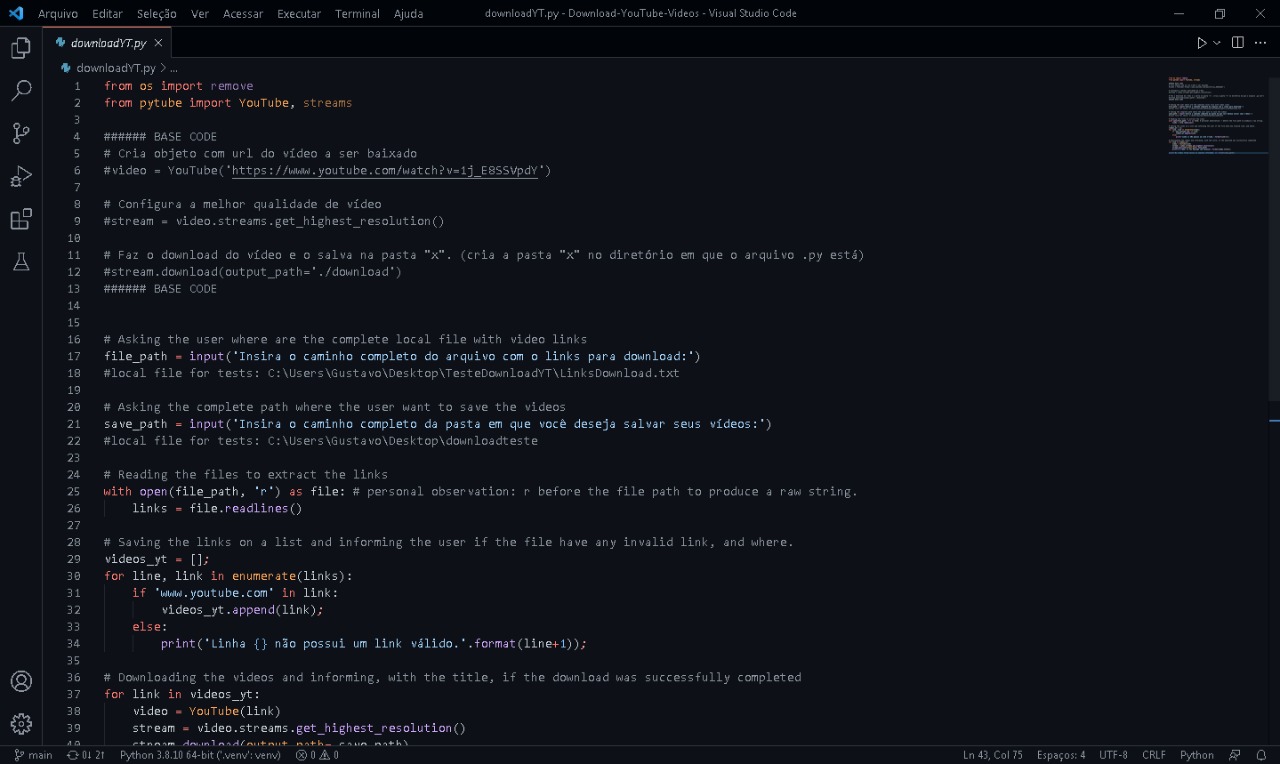 Arquivo Editar Seleção Ver Acessar Executar Terminal Ajuda downloadYT.py - Download-YouTube-Videos - Visual Studio Code
downloadYT.py
downloadYT.py > ...
1 from os import remove
2 from pytube import YouTube, streams
3
4 ###### BASE CODE
5 # Cria objeto com url do vídeo a ser baixado
6 #video = YouTube('https://www.youtube.com/watch?v=1j_E8SSVpdY')
7
8 # Configura a melhor qualidade de vídeo
9 #stream = video.streams.get_highest_resolution()
10
11 # Faz o download do vídeo e o salva na pasta "x". (cria a pasta "x" no diretório em que o arquivo .py está)
12 #stream.download(output_path='./download')
13 ###### BASE CODE
14
15
16 # Asking the user where are the complete local file with video links
17 file_path = input('Insira o caminho completo do arquivo com o links para download:')
18 #local file for tests: C:\Users\Gustavo\Desktop\TesteDownloadYT\LinksDownload.txt
19
20 # Asking the complete path where the user want to save the videos
21 save_path = input('Insira o caminho completo da pasta em que você deseja salvar seus vídeos:')
22 #local file for tests: C:\Users\Gustavo\Desktop\downloadteste
23
24 # Reading the files to extract the links
25 with open(file_path, 'r') as file: # personal observation: r before the file path to produce a raw string.
26 links = file.readlines()
27
28 # Saving the links on a list and informing the user if the file have any invalid link, and where.
29 videos_yt = [];
30 for line, link in enumerate(links):
31 if 'www.youtube.com' in link:
32 videos_yt.append(link);
33 else:
34 print('Linha {} não possui um link válido.'.format(line+1));
35
36 # Downloading the videos and informing, with the title, if the download was successfully completed
37 for link in videos_yt:
38 video = YouTube(link)
39 stream = video.streams.get_highest_resolution()
40 stream.download(output_path= save_path)
main 0↓ 2↑ Python 3.8.10 64-bit ('.venv': venv) 0 0 Ln 43, Col 75 Espaços: 4 UTF-8 CRLF Python